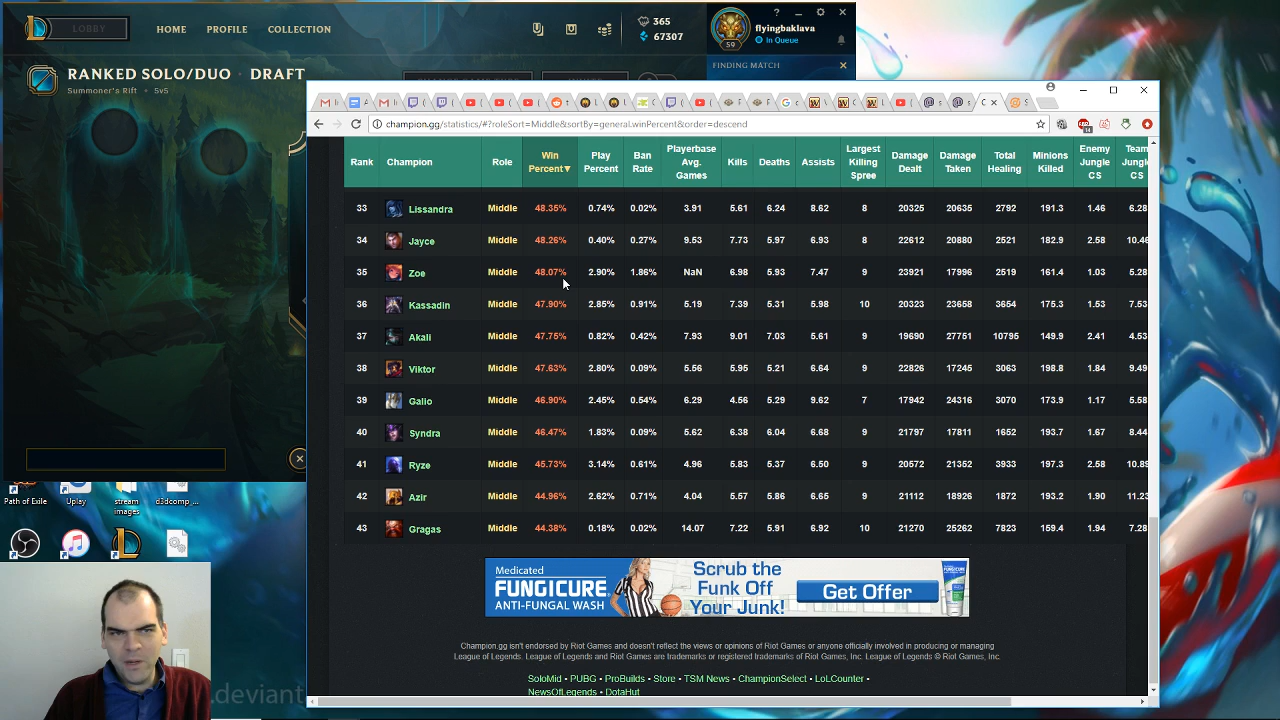 LOBBY
HOME PROFILE COLLECTION
365
67307
59
flyingbaklava
In Queue
FINDING MATCH
RANKED SOLO/DUO · DRAFT
Summoner's Rift • 5v5
champion.gg/statistics/#?roleSort=Middle&sortBy=general.winPercent&order=descend
Rank Champion Role Win Percent▼ Play Percent Ban Rate Playerbase Avg. Games Kills Deaths Assists Largest Killing Spree Damage Dealt Damage Taken Total Healing Minions Killed Enemy Jungle CS Team Jungle CS
33 Lissandra Middle 48.35% 0.74% 0.02% 3.91 5.61 6.24 8.62 8 20325 20635 2792 191.3 1.46 6.28
34 Jayce Middle 48.26% 0.40% 0.27% 9.53 7.73 5.97 6.93 8 22612 20880 2521 182.9 2.58 10.46
35 Zoe Middle 48.07% 2.90% 1.86% NaN 6.98 5.93 7.47 9 23921 17996 2519 161.4 1.03 5.28
36 Kassadin Middle 47.90% 2.85% 0.91% 5.19 7.39 5.31 5.98 10 20323 23658 3654 175.3 1.53 7.53
37 Akali Middle 47.75% 0.82% 0.42% 7.93 9.01 7.03 5.61 9 19690 27751 10795 149.9 2.41 4.53
38 Viktor Middle 47.63% 2.80% 0.09% 5.56 5.95 5.21 6.64 9 22826 17245 3063 198.8 1.84 9.49
39 Galio Middle 46.90% 2.45% 0.54% 6.29 4.56 5.29 9.62 7 17942 24316 3070 173.9 1.17 5.58
40 Syndra Middle 46.47% 1.83% 0.09% 5.62 6.38 6.04 6.68 9 21797 17811 1652 193.7 1.67 8.44
41 Ryze Middle 45.73% 3.14% 0.61% 4.96 5.83 5.37 6.50 9 20572 21352 3933 197.3 2.58 10.89
42 Azir Middle 44.96% 2.62% 0.71% 4.04 5.57 5.86 6.65 9 21112 18926 1872 193.2 1.90 11.23
43 Gragas Middle 44.38% 0.18% 0.02% 14.07 7.22 5.91 6.92 10 21270 25262 7823 159.4 1.94 7.28
Path of Exile Uplay stream images d3dcomp_...
Medicated
FUNGICURE
ANTI-FUNGAL WASH
Scrub the
Funk Off
Your Junk!
Get Offer
Champion.gg isn't endorsed by Riot Games and doesn't reflect the views or opinions of Riot Games or anyone officially involved in producing or managing
League of Legends. League of Legends and Riot Games are trademarks or registered trademarks of Riot Games, Inc. League of Legends © Riot Games, Inc.
SoloMid • PUBG • ProBuilds • Store • TSM News • ChampionSelect • LoLCounter •
NewsOfLegends • DotaHut
.deviant